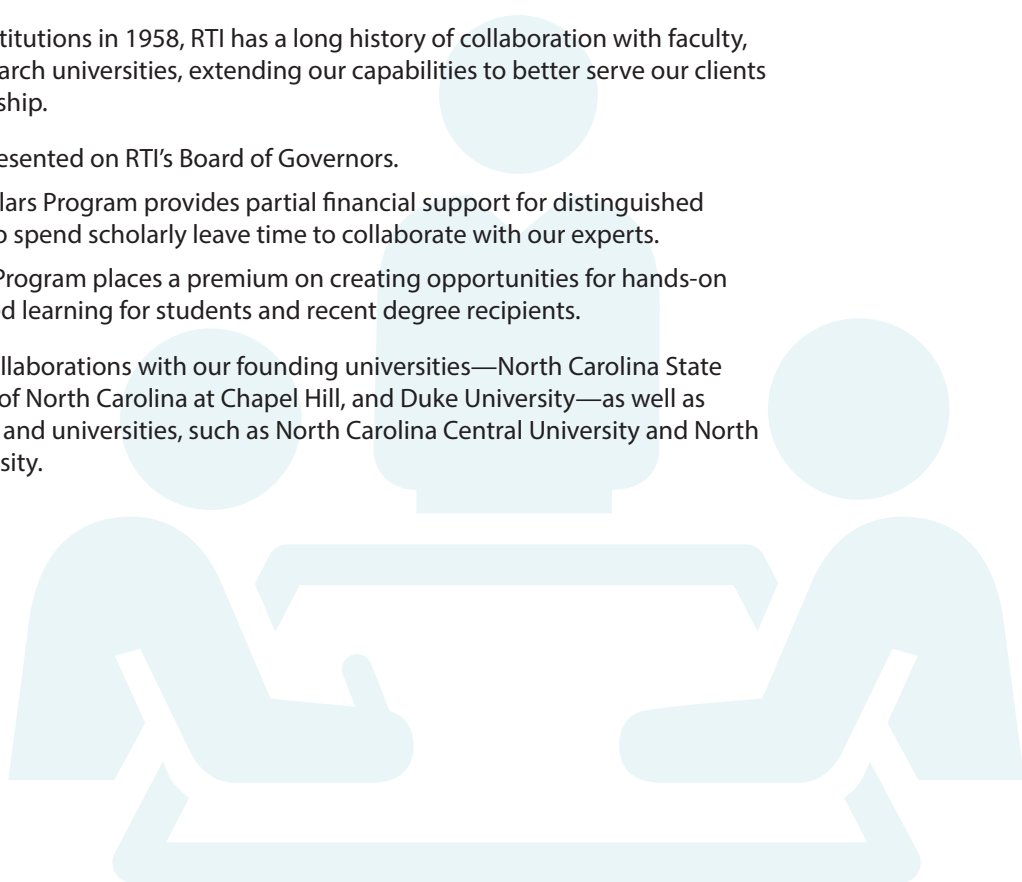 titutions in 1958, RTI has a long history of collaboration with faculty,
arch universities, extending our capabilities to better serve our clients
ship.
esented on RTI’s Board of Governors.
lars Program provides partial financial support for distinguished
o spend scholarly leave time to collaborate with our experts.
Program places a premium on creating opportunities for hands-on
d learning for students and recent degree recipients.
llaborations with our founding universities—North Carolina State
of North Carolina at Chapel Hill, and Duke University—as well as
and universities, such as North Carolina Central University and North
sity.